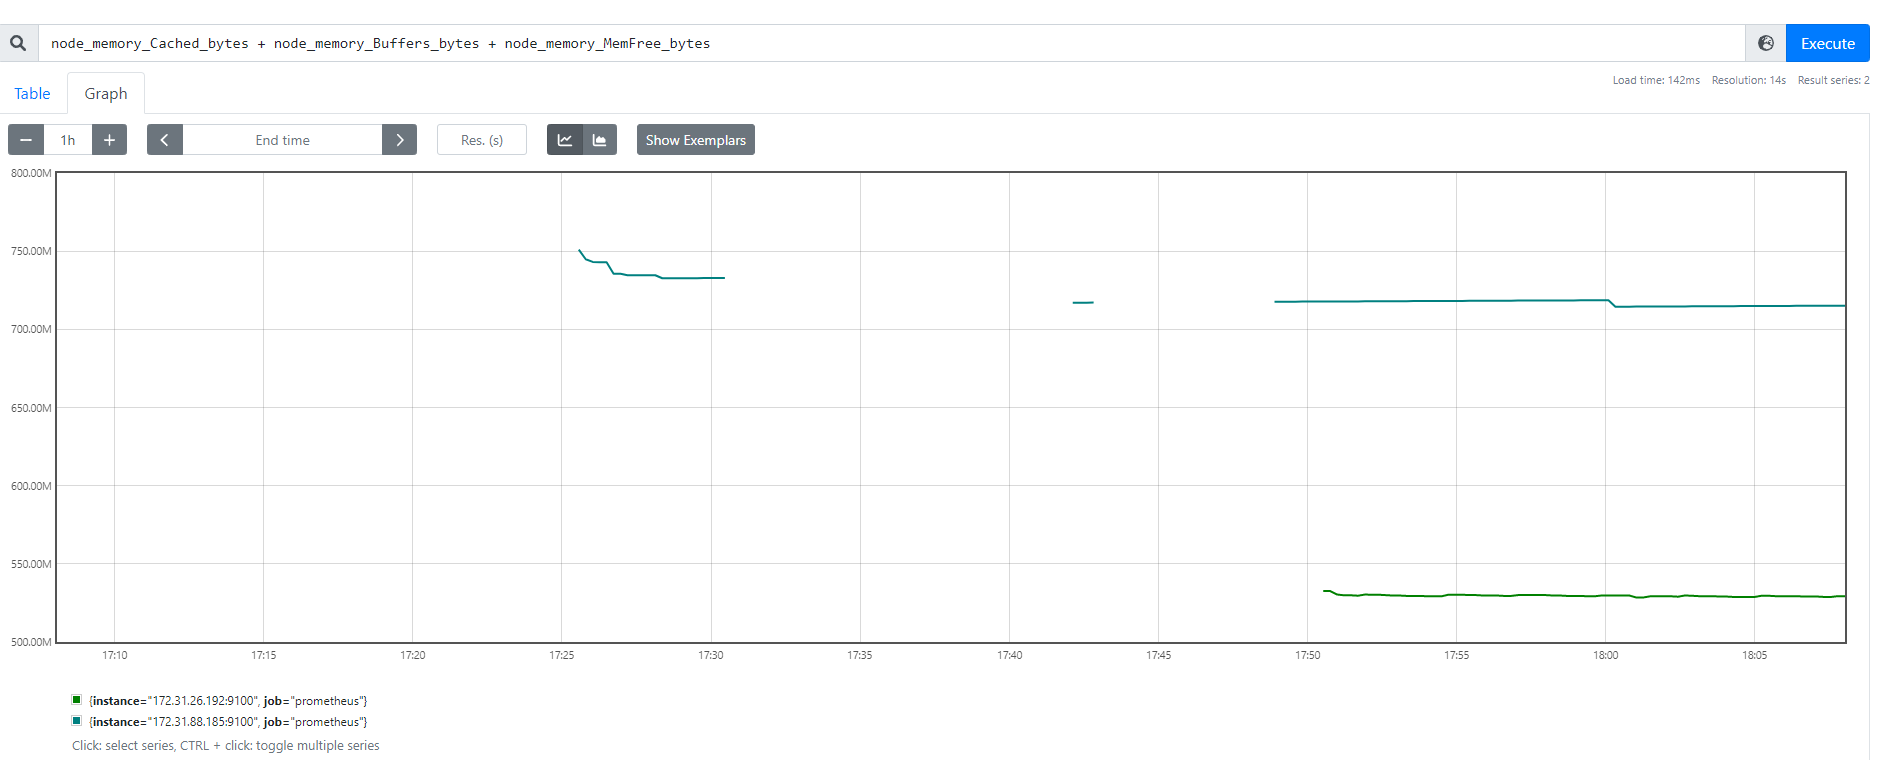 node_memory_Cached_bytes + node_memory_Buffers_bytes + node_memory_MemFree_bytes
Execute
Load time: 142ms Resolution: 14s Result series: 2
Table Graph
1h End time Res. (s) Show Exemplars
800.00M
750.00M
700.00M
650.00M
600.00M
550.00M
500.00M
17:10 17:15 17:20 17:25 17:30 17:35 17:40 17:45 17:50 17:55 18:00 18:05
{instance="172.31.26.192:9100", job="prometheus"}
{instance="172.31.88.185:9100", job="prometheus"}
Click: select series, CTRL + click: toggle multiple series